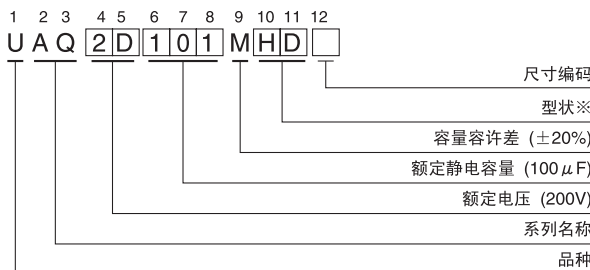 1 2 3 4 5 6 7 8 9 10 11 12
U A Q 2 D 1 0 1 M H D
尺寸编码
型状※
容量容许差 (±20%)
额定静电容量 (100μF)
额定电压 (200V)
系列名称
品种